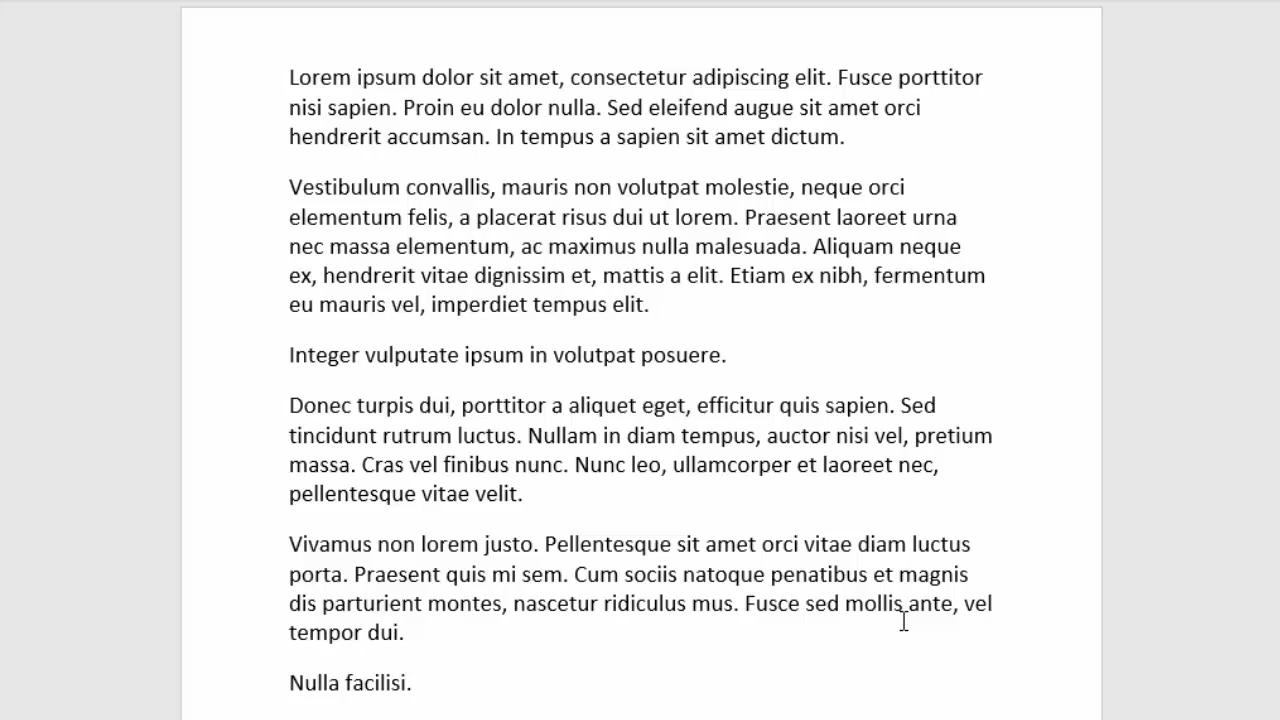 Lorem ipsum dolor sit amet, consectetur adipiscing elit. Fusce porttitor
nisi sapien. Proin eu dolor nulla. Sed eleifend augue sit amet orci
hendrerit accumsan. In tempus a sapien sit amet dictum.
Vestibulum convallis, mauris non volutpat molestie, neque orci
elementum felis, a placerat risus dui ut lorem. Praesent laoreet urna
nec massa elementum, ac maximus nulla malesuada. Aliquam neque
ex, hendrerit vitae dignissim et, mattis a elit. Etiam ex nibh, fermentum
eu mauris vel, imperdiet tempus elit.
Integer vulputate ipsum in volutpat posuere.
Donec turpis dui, porttitor a aliquet eget, efficitur quis sapien. Sed
tincidunt rutrum luctus. Nullam in diam tempus, auctor nisi vel, pretium
massa. Cras vel finibus nunc. Nunc leo, ullamcorper et laoreet nec,
pellentesque vitae velit.
Vivamus non lorem justo. Pellentesque sit amet orci vitae diam luctus
porta. Praesent quis mi sem. Cum sociis natoque penatibus et magnis
dis parturient montes, nascetur ridiculus mus. Fusce sed mollis ante, vel
tempor dui.
Nulla facilisi.